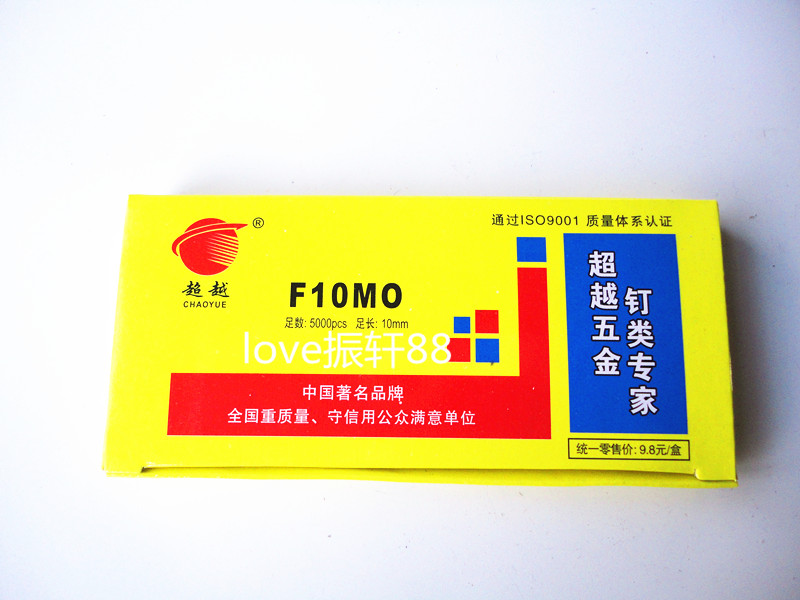 通过ISO9001 质量体系认证
®
超越
CHAOYUE
F10MO
足数: 5000pcs 足长: 10mm
love振轩88
中国著名品牌
全国重质量、守信用公众满意单位
超越五金
钉类专家
统一零售价: 9.8元/盒